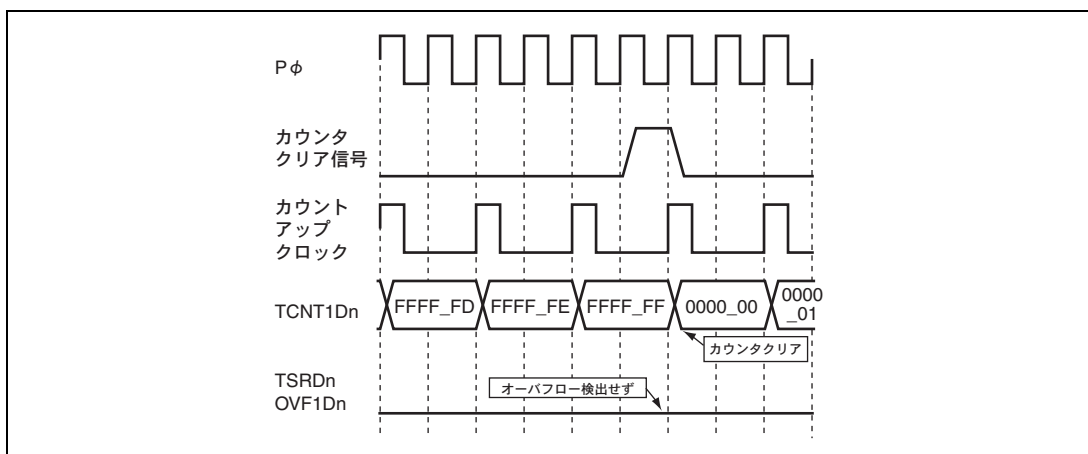 Pφ
カウンタ
クリア信号
カウント
アップ
クロック
TCNT1Dn
FFFF_FD
FFFF_FE
FFFF_FF
0000_00
0000
_01
カウンタクリア
TSRDn
OVF1Dn
オーバフロー検出せず